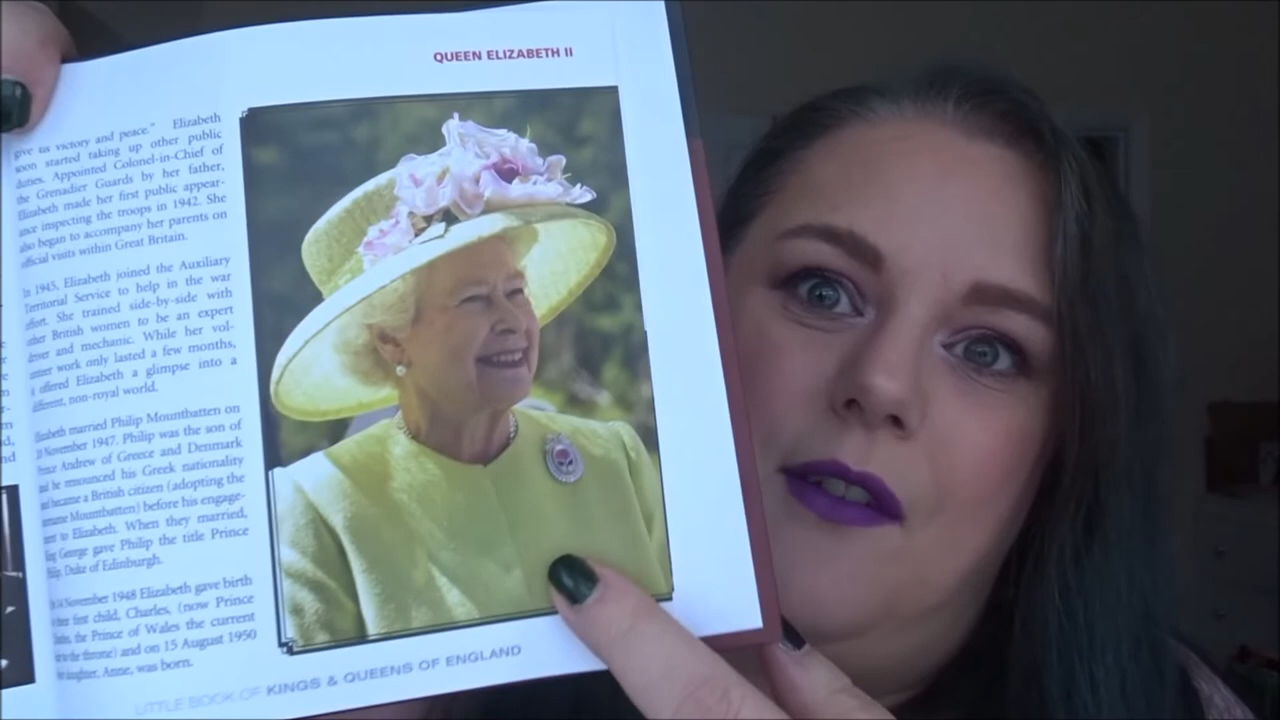 QUEEN ELIZABETH II
give us victory and peace." Elizabeth
soon started taking up other public
duties. Appointed Colonel-in-Chief of
the Grenadier Guards by her father,
Elizabeth made her first public appear-
ance inspecting the troops in 1942. She
also began to accompany her parents on
official visits within Great Britain.
In 1945, Elizabeth joined the Auxiliary
Territorial Service to help in the war
effort. She trained side-by-side with
other British women to be an expert
driver and mechanic. While her vol-
unteer work only lasted a few months,
it offered Elizabeth a glimpse into a
different, non-royal world.
Elizabeth married Philip Mountbatten on
20 November 1947. Philip was the son of
Prince Andrew of Greece and Denmark
and he renounced his Greek nationality
and became a British citizen (adopting the
surname Mountbatten) before his engage-
ment to Elizabeth. When they married,
King George gave Philip the title Prince
Philip, Duke of Edinburgh.
14 November 1948 Elizabeth gave birth
first child, Charles, (now Prince
the Prince of Wales the current
to the throne) and on 15 August 1950
daughter, Anne, was born.
LITTLE BOOK OF KINGS & QUEENS OF ENGLAND